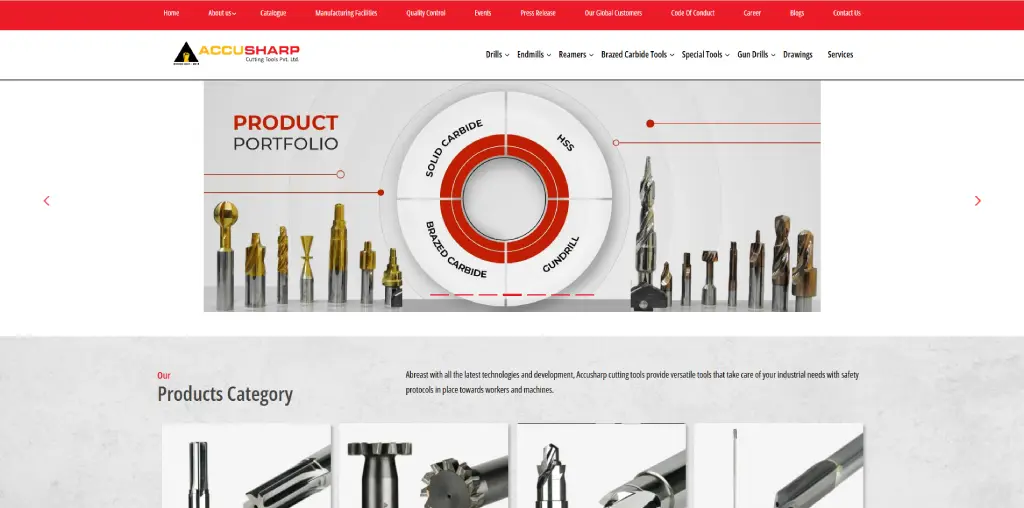 Home About us Catalogue Manufacturing Facilities Quality Control Events Press Release Our Global Customers Code Of Conduct Career Blogs Contact Us
ACCUSHARP
Cutting Tools Pvt. Ltd.
Drills Endmills Reamers Brazed Carbide Tools Special Tools Gun Drills Drawings Services
PRODUCT
PORTFOLIO
SOLID CARBIDE
HSS
BRAZED CARBIDE
GUNDRILL
Our
Products Category
Abreast with all the latest technologies and development, Accusharp cutting tools provide versatile tools that take care of your industrial needs with safety
protocols in place towards workers and machines.